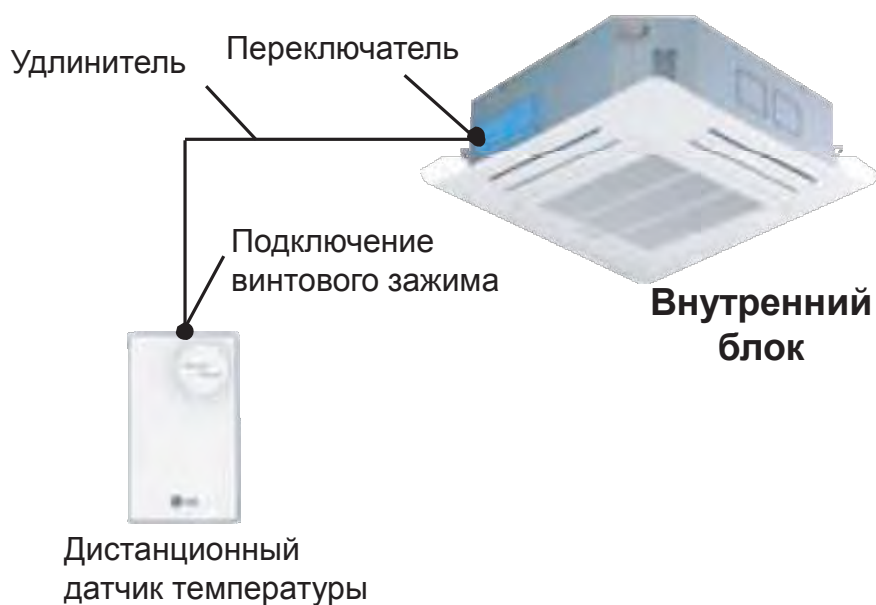 Удлинитель
Переключатель
Подключение
винтового зажима
Внутренний
блок
Дистанционный
датчик температуры